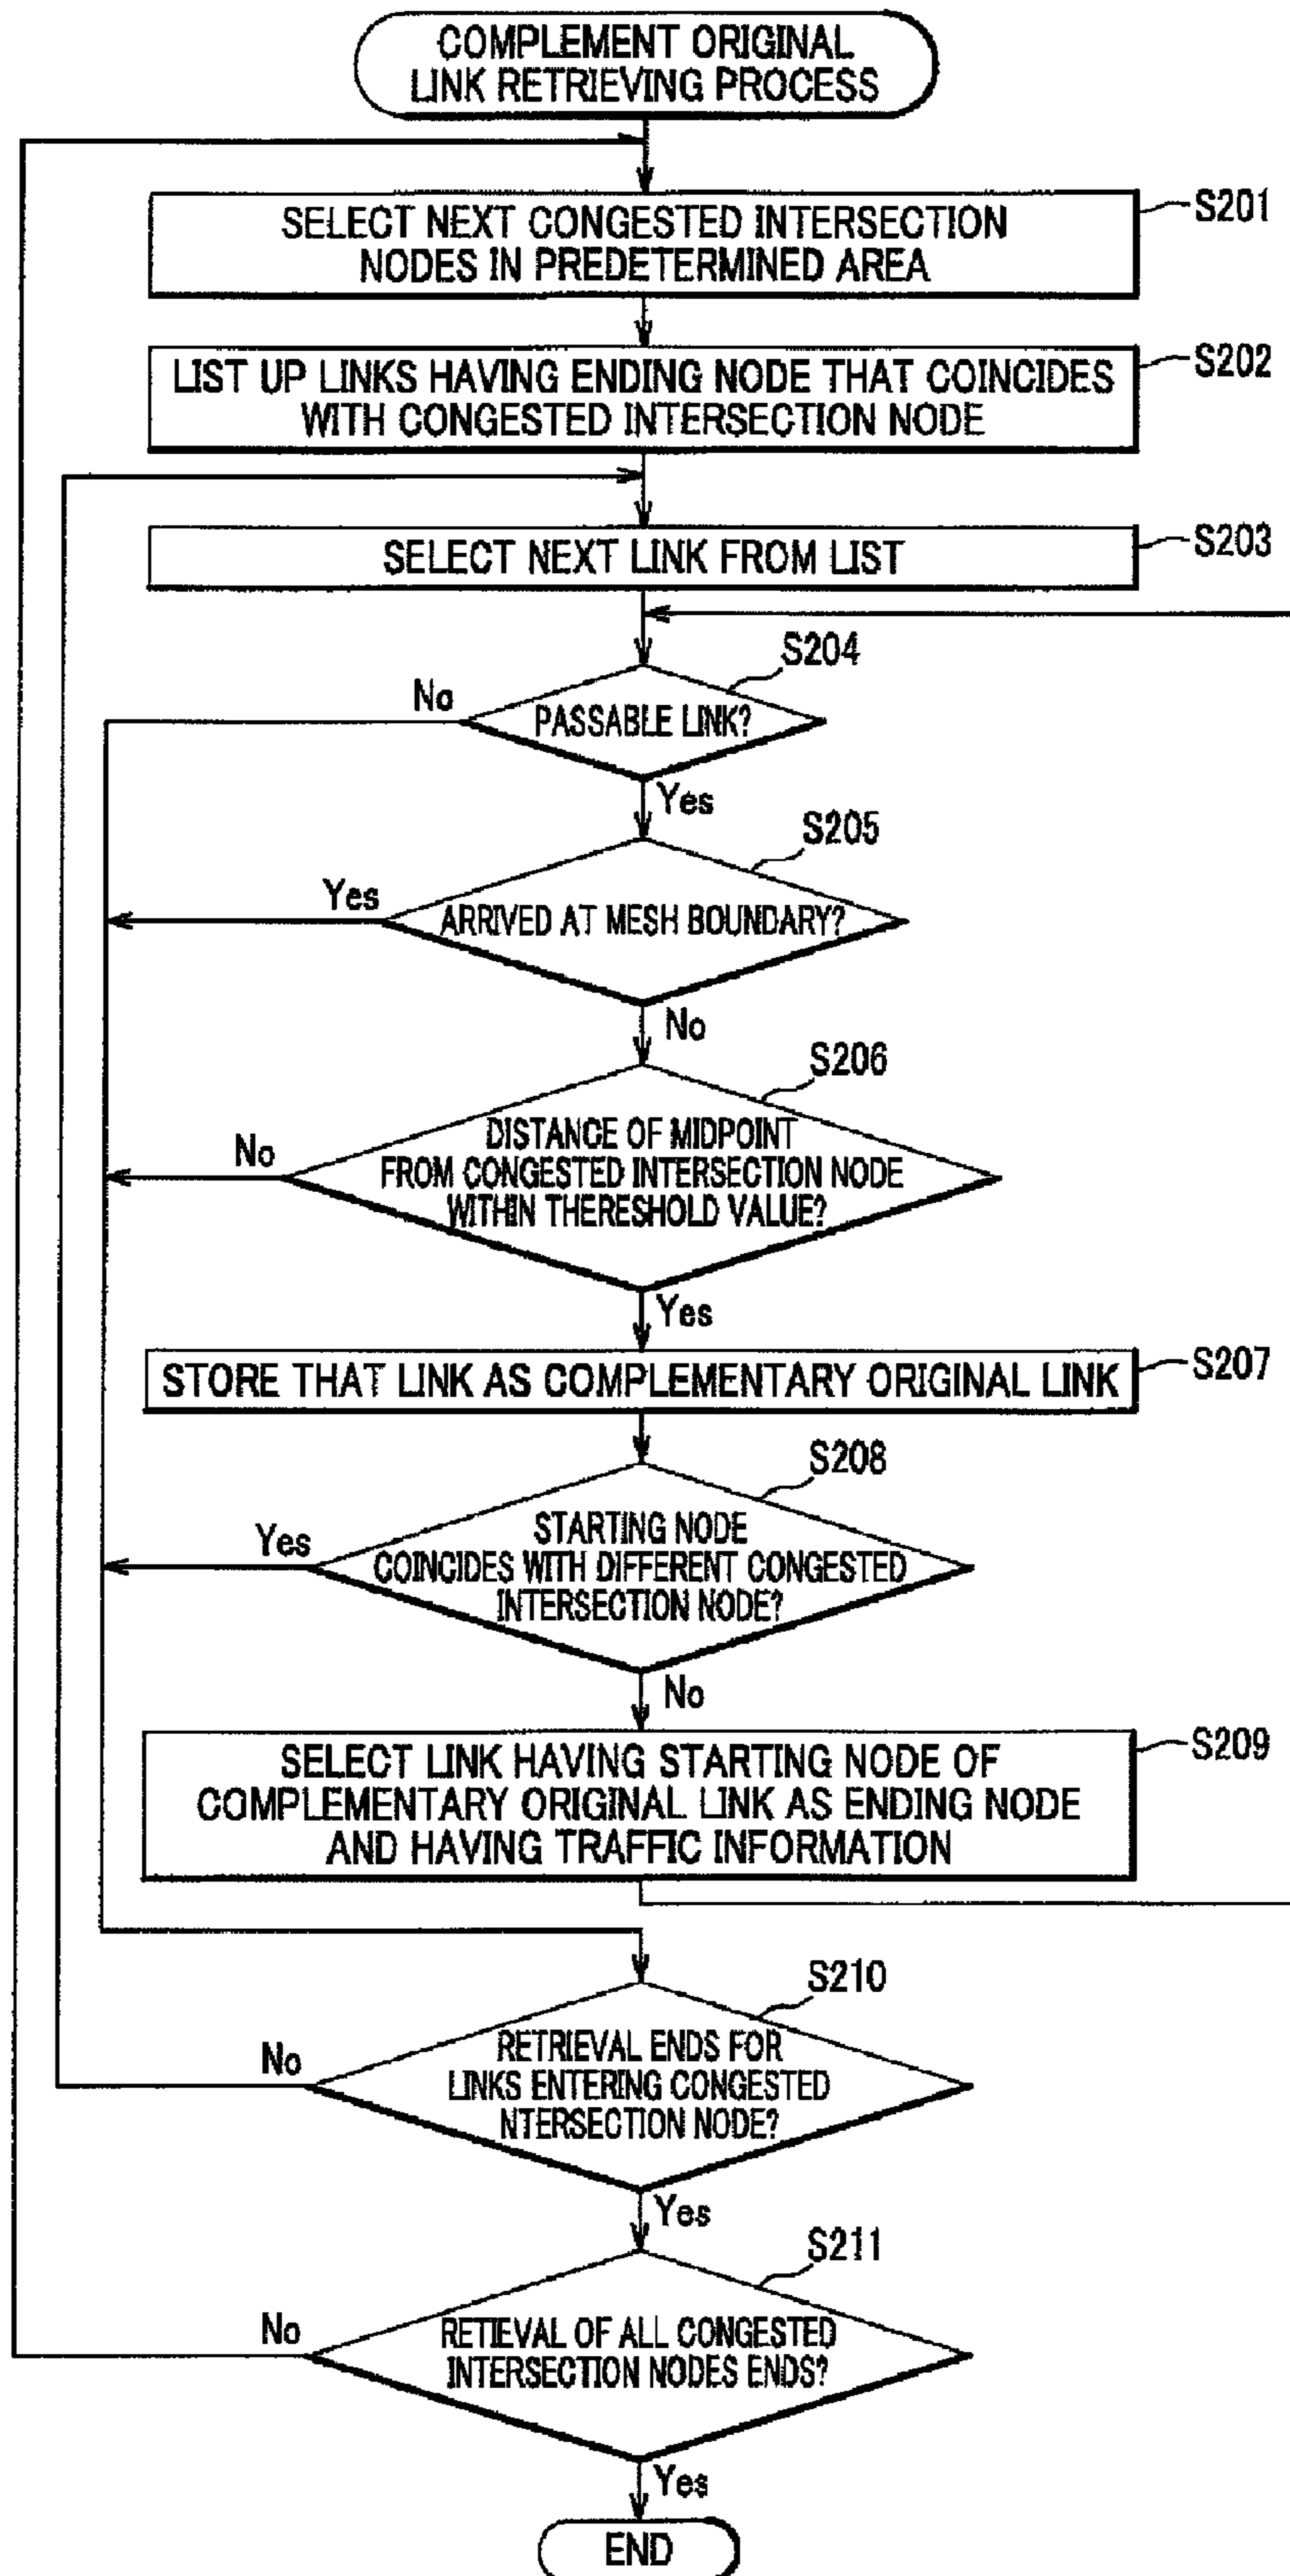 COMPLEMENT ORIGINAL
LINK RETRIEVING PROCESS
SELECT NEXT CONGESTED INTERSECTION
NODES IN PREDETERMINED AREA
S201
LIST UP LINKS HAVING ENDING NODE THAT COINCIDES
WITH CONGESTED INTERSECTION NODE
S202
SELECT NEXT LINK FROM LIST
S203
S204
No
PASSABLE LINK?
Yes
S205
Yes
ARRIVED AT MESH BOUNDARY?
No
S206
No
DISTANCE OF MIDPOINT
FROM CONGESTED INTERSECTION NODE
WITHIN THERESHOLD VALUE?
Yes
STORE THAT LINK AS COMPLEMENTARY ORIGINAL LINK
S207
S208
Yes
STARTING NODE
COINCIDES WITH DIFFERENT CONGESTED
INTERSECTION NODE?
No
SELECT LINK HAVING STARTING NODE OF
COMPLEMENTARY ORIGINAL LINK AS ENDING NODE
AND HAVING TRAFFIC INFORMATION
S209
S210
No
RETRIEVAL ENDS FOR
LINKS ENTERING CONGESTED
NTERSECTION NODE?
Yes
S211
No
RETIEVAL OF ALL CONGESTED
INTERSECTION NODES ENDS?
Yes
END